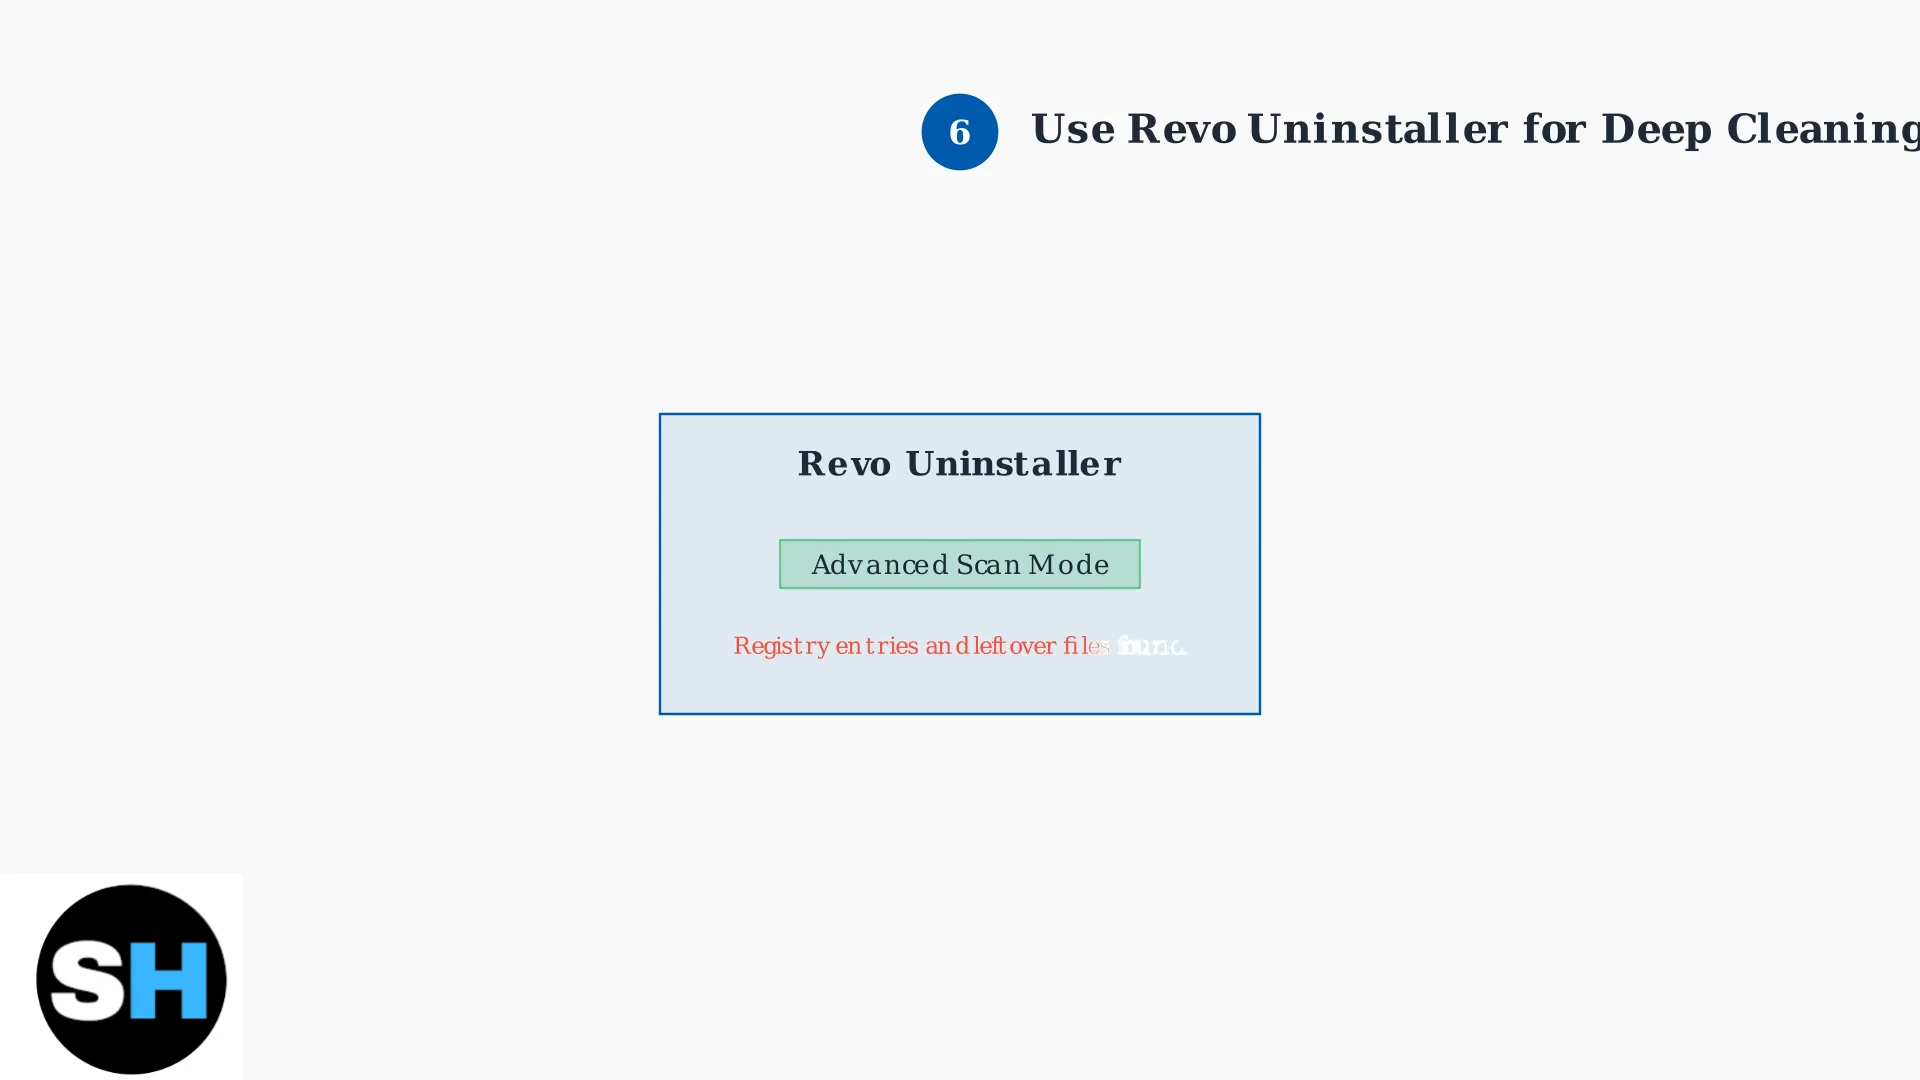 6 Use Revo Uninstaller for Deep Cleaning
Revo Uninstaller
Advanced Scan Mode
Registry entries and leftover files
SH